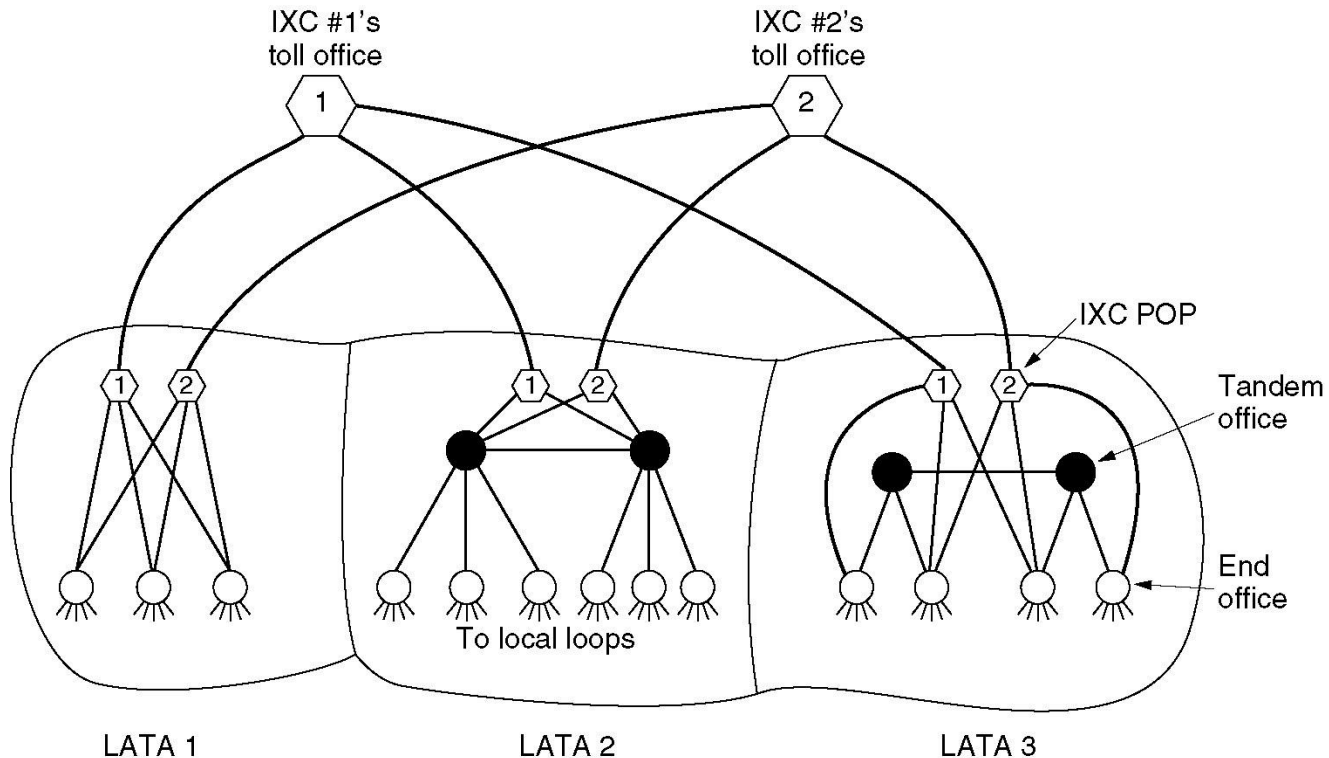 IXC #1's
toll office
IXC #2's
toll office
1
2
IXC POP
1
2
1
2
1
2
Tandem
office
End
office
To local loops
LATA 1
LATA 2
LATA 3